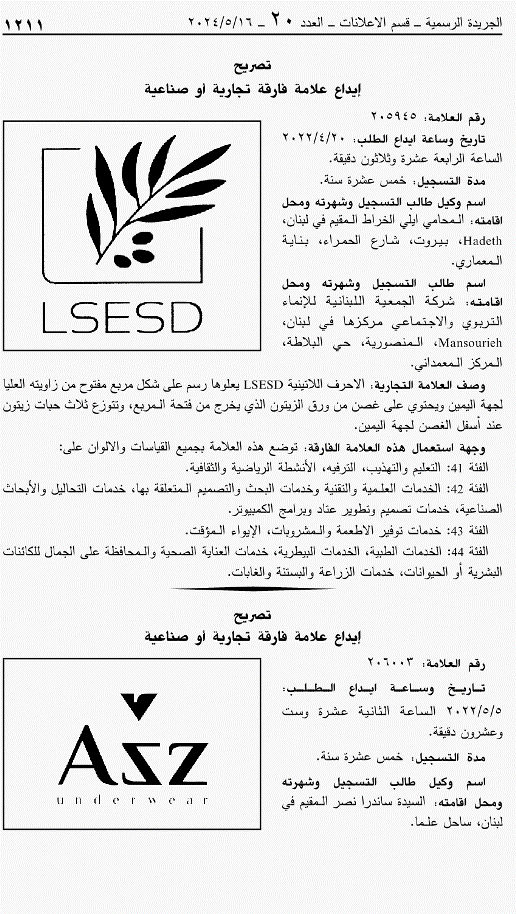 الجريدة الرسمية ــ قسم الاعلانات ــ العدد ٢٠ ــ ٢٠٢٤/٥/١٦
١٢١١
تصريح
إيداع علامة فارقة تجارية أو صناعية
رقم العلامة: ٢٠٥٩٤٥
تاريخ وساعة ايداع الطلب: ٢٠٢٢/٤/٢٠
الساعة الرابعة عشرة وثلاثون دقيقة.
مدة التسجيل: خمس عشرة سنة.
اسم وكيل طالب التسجيل وشهرته ومحل
اقامته: المحامي ايلي الخراط المقيم في لبنان،
Hadeth، بيروت، شارع الحمراء، بناية
المعماري.
اسم طالب التسجيل وشهرته ومحل
اقامته: شركة الجمعية اللبنانية للإنماء
التربوي والاجتماعي مركزها في لبنان،
Mansourieh، المنصورية، حي البلاطة،
المركز المعمداني.
LSESD
وصف العلامة التجارية: الاحرف اللاتينية LSESD يعلوها رسم على شكل مربع مفتوح من زاويته العليا
لجهة اليمين ويحتوي على غصن من ورق الزيتون الذي يخرج من فتحة المربع، وتتوزع ثلاث حبات زيتون
عند أسفل الغصن لجهة اليمين.
وجهة استعمال هذه العلامة الفارقة: توضع هذه العلامة بجميع القياسات والالوان على:
الفئة 41: التعليم والتهذيب، الترفيه، الأنشطة الرياضية والثقافية.
الفئة 42: الخدمات العلمية والتقنية وخدمات البحث والتصميم المتعلقة بها، خدمات التحاليل والأبحاث
الصناعية، خدمات تصميم وتطوير عتاد وبرامج الكمبيوتر.
الفئة 43: خدمات توفير الاطعمة والمشروبات، الإيواء المؤقت.
الفئة 44: الخدمات الطبية، الخدمات البيطرية، خدمات العناية الصحية والمحافظة على الجمال للكائنات
البشرية أو الحيوانات، خدمات الزراعة والبستنة والغابات.
تصريح
إيداع علامة فارقة تجارية أو صناعية
رقم العلامة: ٢٠٦٠٠٣
تاريخ وساعة ايداع الطلب:
٢٠٢٢/٥/٥ الساعة الثانية عشرة وست
وعشرون دقيقة.
مدة التسجيل: خمس عشرة سنة.
اسم وكيل طالب التسجيل وشهرته
ومحل اقامته: السيدة ساندرا نصر المقيم في
لبنان، ساحل علما.
Azz
underwear